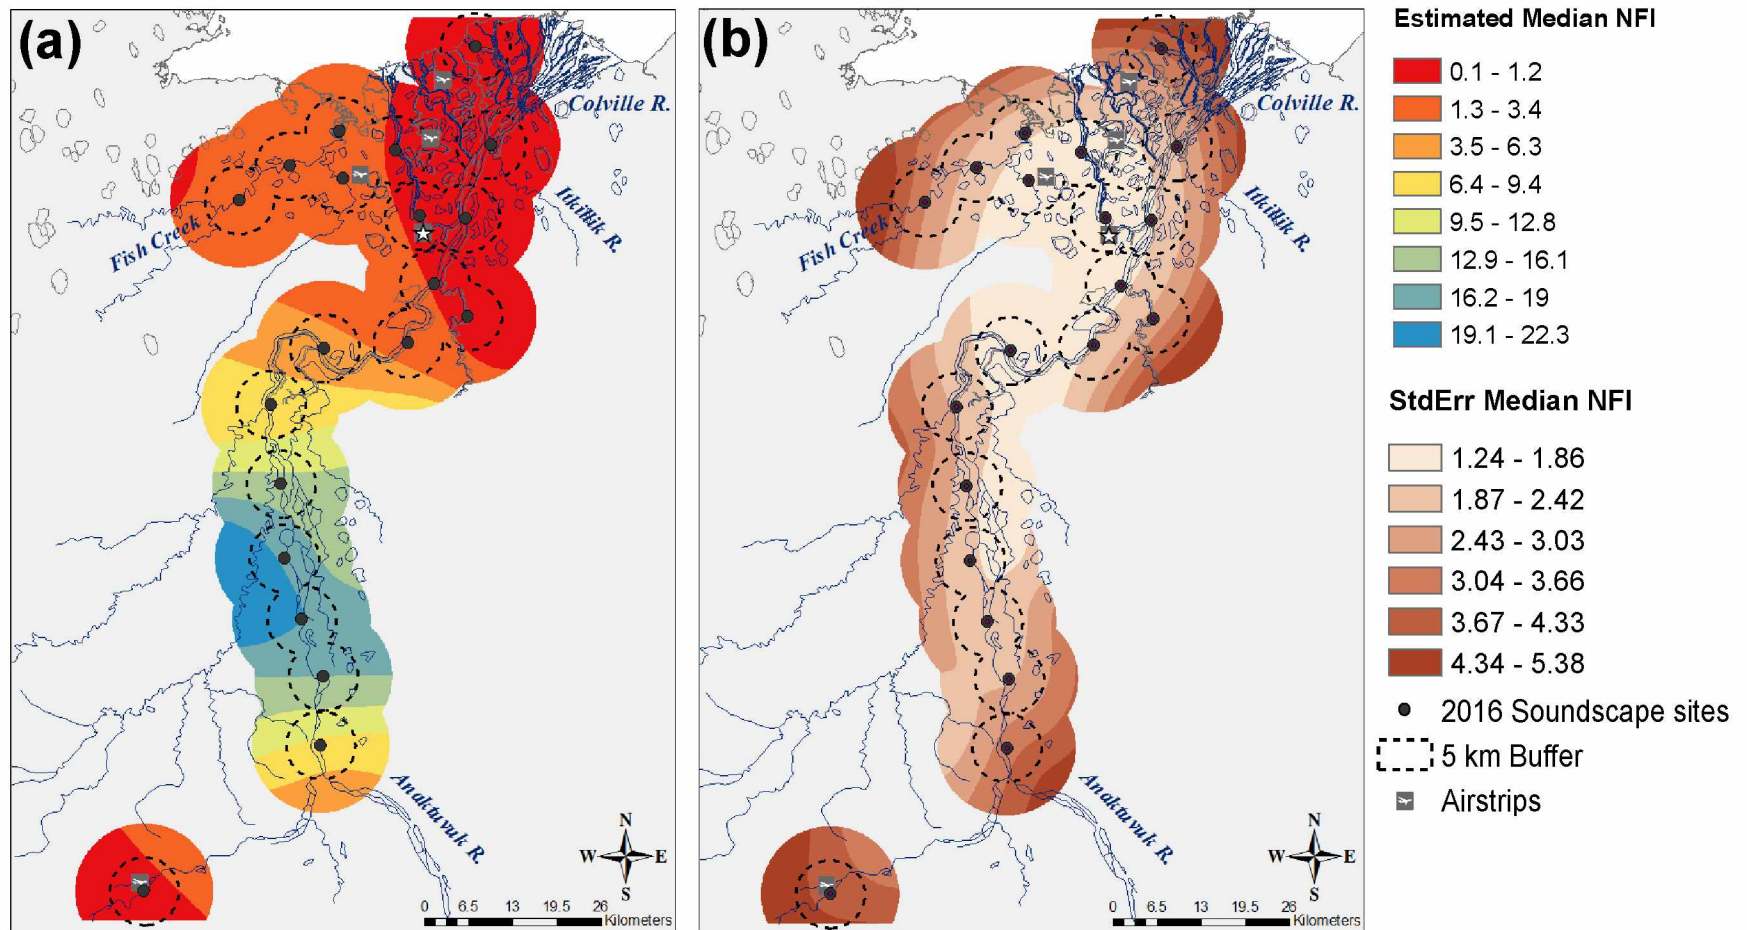 (a)
Colville R.
Itkillik R.
Fish Creek
Anaktuvuk R.
N
W E
S
0 6.5 13 19.5 26
Kilometers
(b)
Colville R.
Itkillik R.
Fish Creek
Anaktuvuk R.
N
W E
S
0 6.5 13 19.5 26
Kilometers
Estimated Median NFI
0.1 - 1.2
1.3 - 3.4
3.5 - 6.3
6.4 - 9.4
9.5 - 12.8
12.9 - 16.1
16.2 - 19
19.1 - 22.3
StdErr Median NFI
1.24 - 1.86
1.87 - 2.42
2.43 - 3.03
3.04 - 3.66
3.67 - 4.33
4.34 - 5.38
2016 Soundscape sites
5 km Buffer
Airstrips